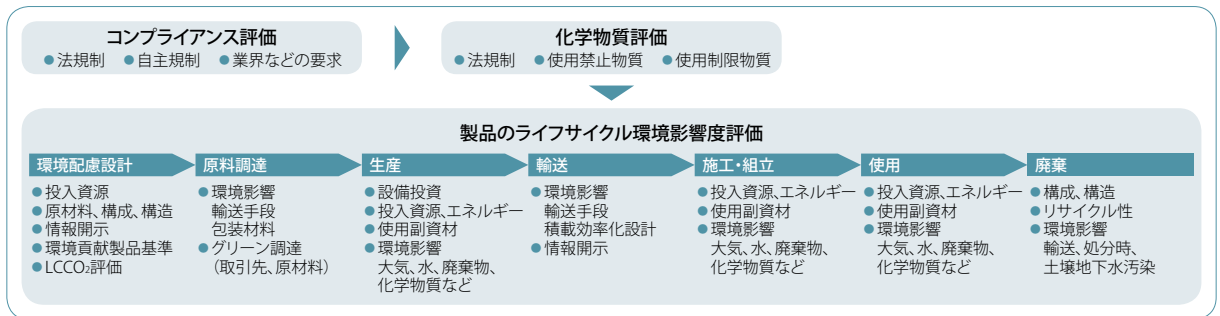 コンプライアンス評価
●法規制 ●自主規制 ●業界などの要求
化学物質評価
●法規制 ●使用禁止物質 ●使用制限物質
製品のライフサイクル環境影響度評価
環境配慮設計
●投入資源
●原材料、構成、構造
●情報開示
●環境貢献製品基準
●LCCO₂評価
原料調達
●環境影響
輸送手段
包装材料
●グリーン調達
（取引先、原材料）
生産
●設備投資
●投入資源、エネルギー
●使用副資材
●環境影響
大気、水、廃棄物、
化学物質など
輸送
●環境影響
輸送手段
積載効率化設計
●情報開示
施工・組立
●投入資源、エネルギー
●使用副資材
●環境影響
大気、水、廃棄物、
化学物質など
使用
●投入資源、エネルギー
●使用副資材
●環境影響
大気、水、廃棄物、
化学物質など
廃棄
●構成、構造
●リサイクル性
●環境影響
輸送、処分時、
土壌地下水汚染